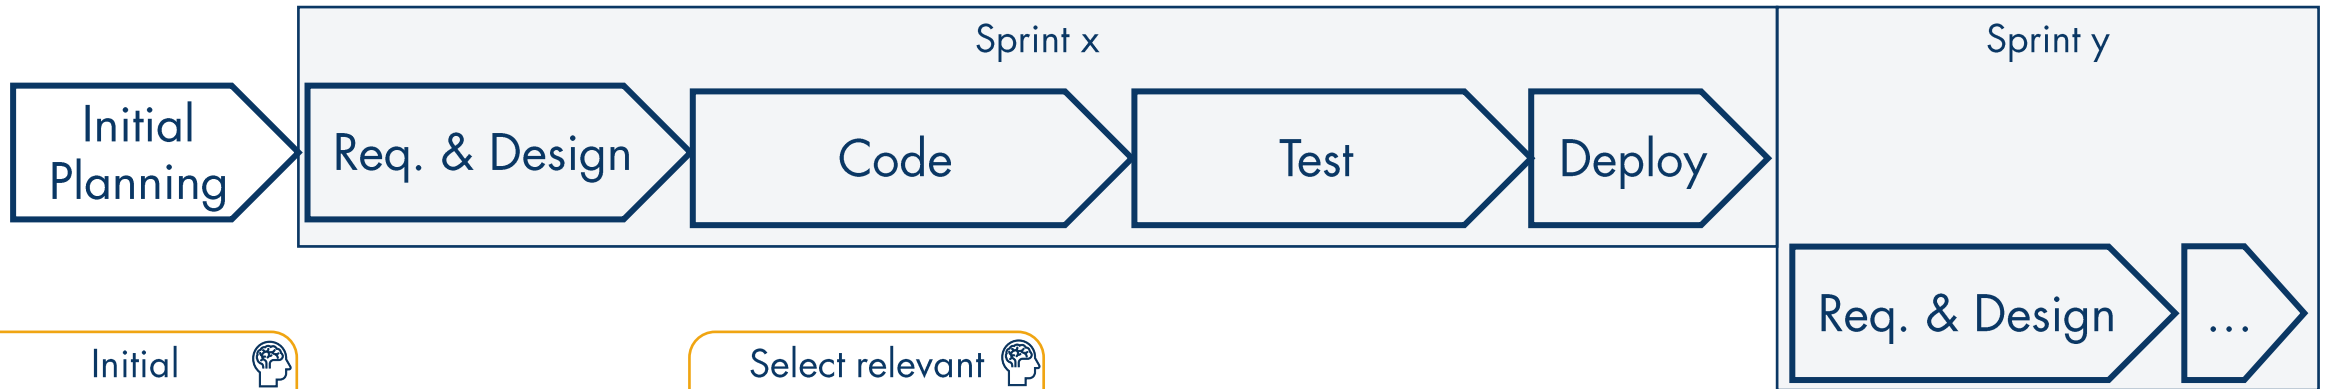 Sprint x
Sprint y
Initial
Planning
Req. & Design
Code
Test
Deploy
Req. & Design
...
Initial
Select relevant